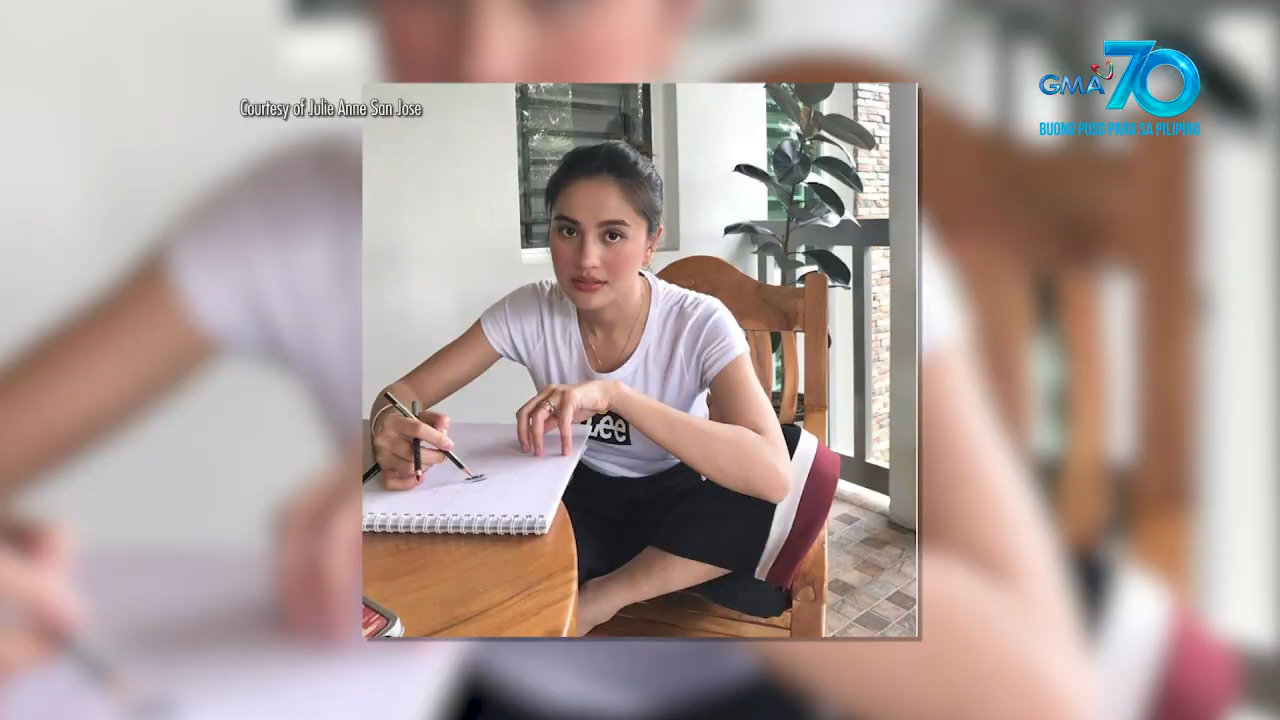 Courtesy of Julie Anne San Jose
GMA 70
BUONG PUSO PARA SA PILIPINO
Lee